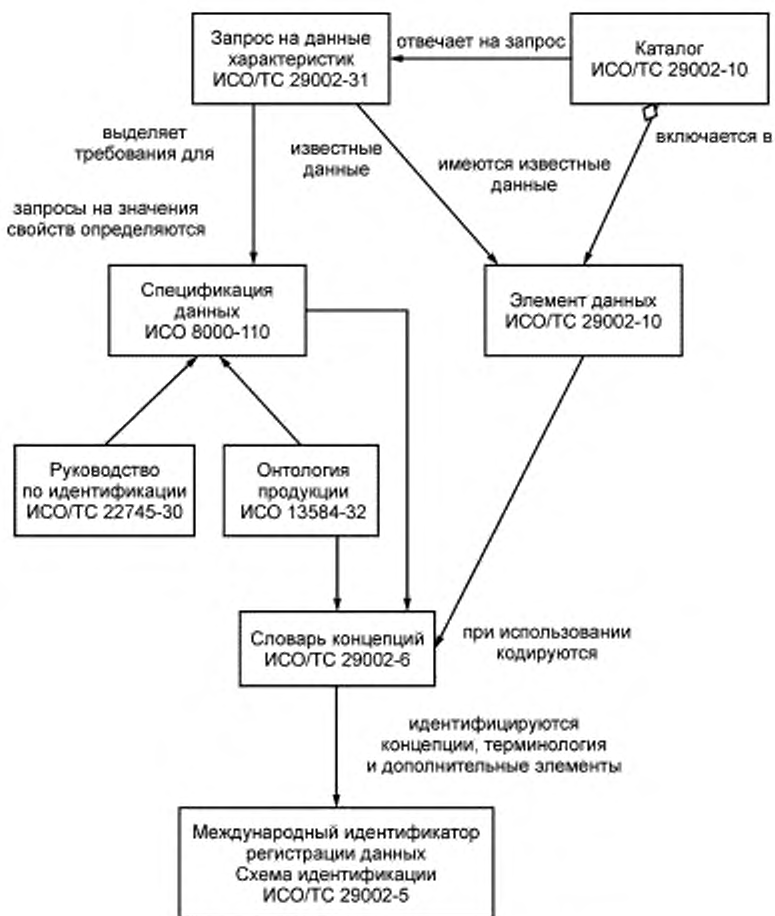 Запрос на данные
характеристик
ИСО/ТС 29002-31
отвечает на запрос
Каталог
ИСО/ТС 29002-10
выделяет
требования для
известные
данные
имеются известные
данные
включается в
запросы на значения
свойств определяются
Спецификация
данных
ИСО 8000-110
Элемент данных
ИСО/ТС 29002-10
Руководство
по идентификации
ИСО/ТС 22745-30
Онтология
продукции
ИСО 13584-32
Словарь концепций
ИСО/ТС 29002-6
при использовании
кодируются
идентифицируются
концепции, терминология
и дополнительные элементы
Международный идентификатор
регистрации данных
Схема идентификации
ИСО/ТС 29002-5